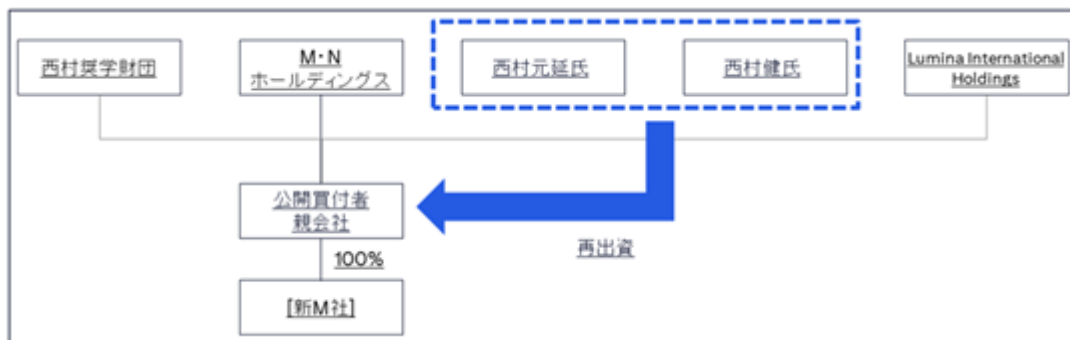 西村奨学財団
M・N
ホールディングス
西村元延氏
西村健氏
Lumina International
Holdings
公開買付者
親会社
再出資
100%
[新M社]